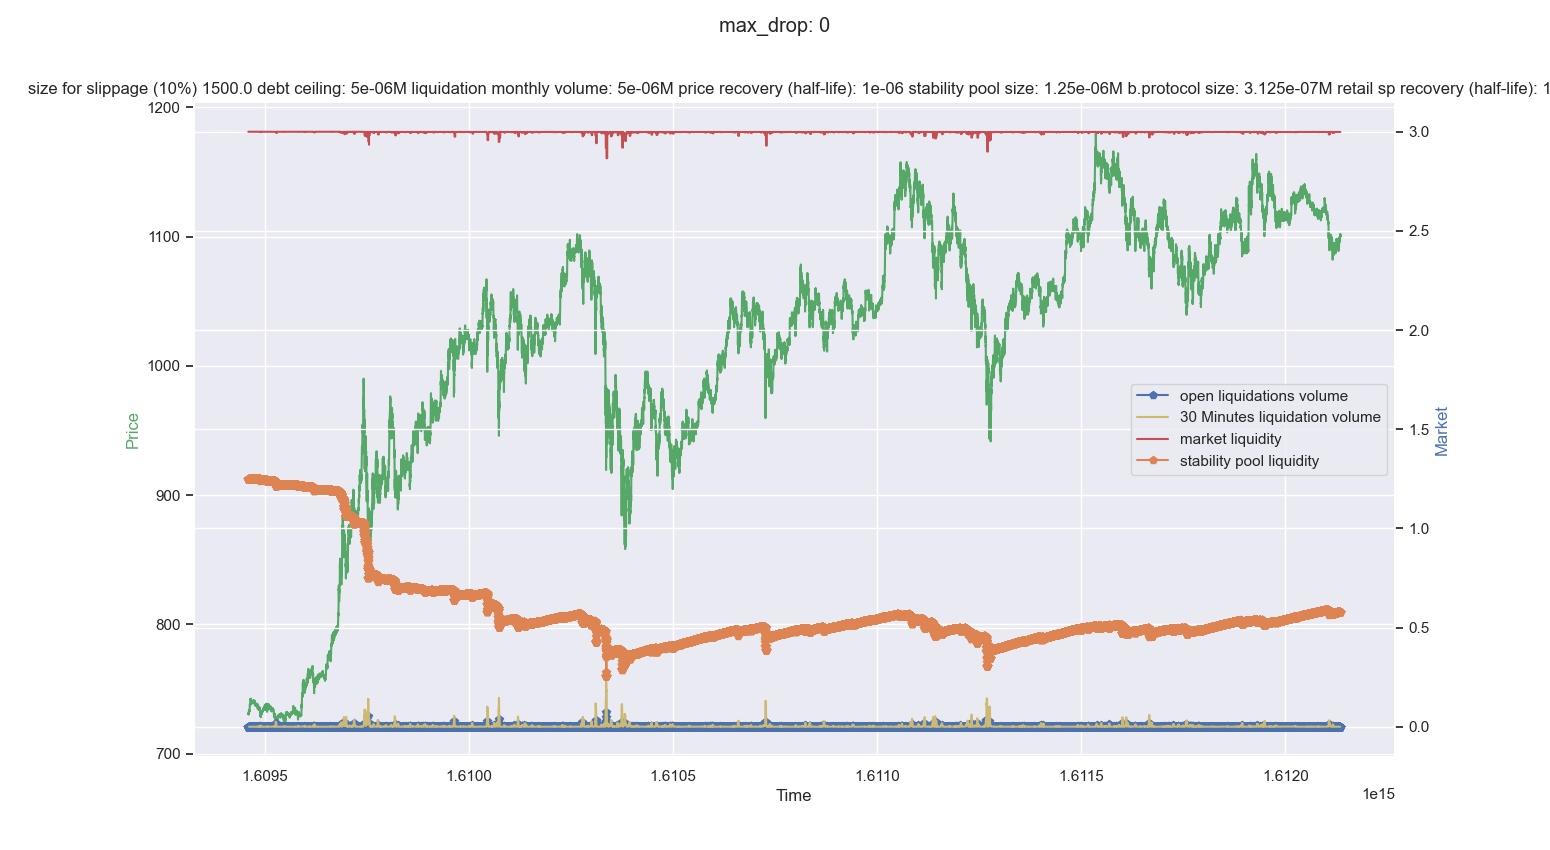 max_drop: 0
size for slippage (10%) 1500.0 debt ceiling: 5e-06M liquidation monthly volume: 5e-06M price recovery (half-life): 1e-06 stability pool size: 1.25e-06M b.protocol size: 3.125e-07M retail sp recovery (half-life): 1
1200
1100
1000
900
800
700
Price
3.0
2.5
2.0
1.5
1.0
0.5
0.0
Market
open liquidations volume
30 Minutes liquidation volume
market liquidity
stability pool liquidity
1.6095 1.6100 1.6105 1.6110 1.6115 1.6120
1e15
Time